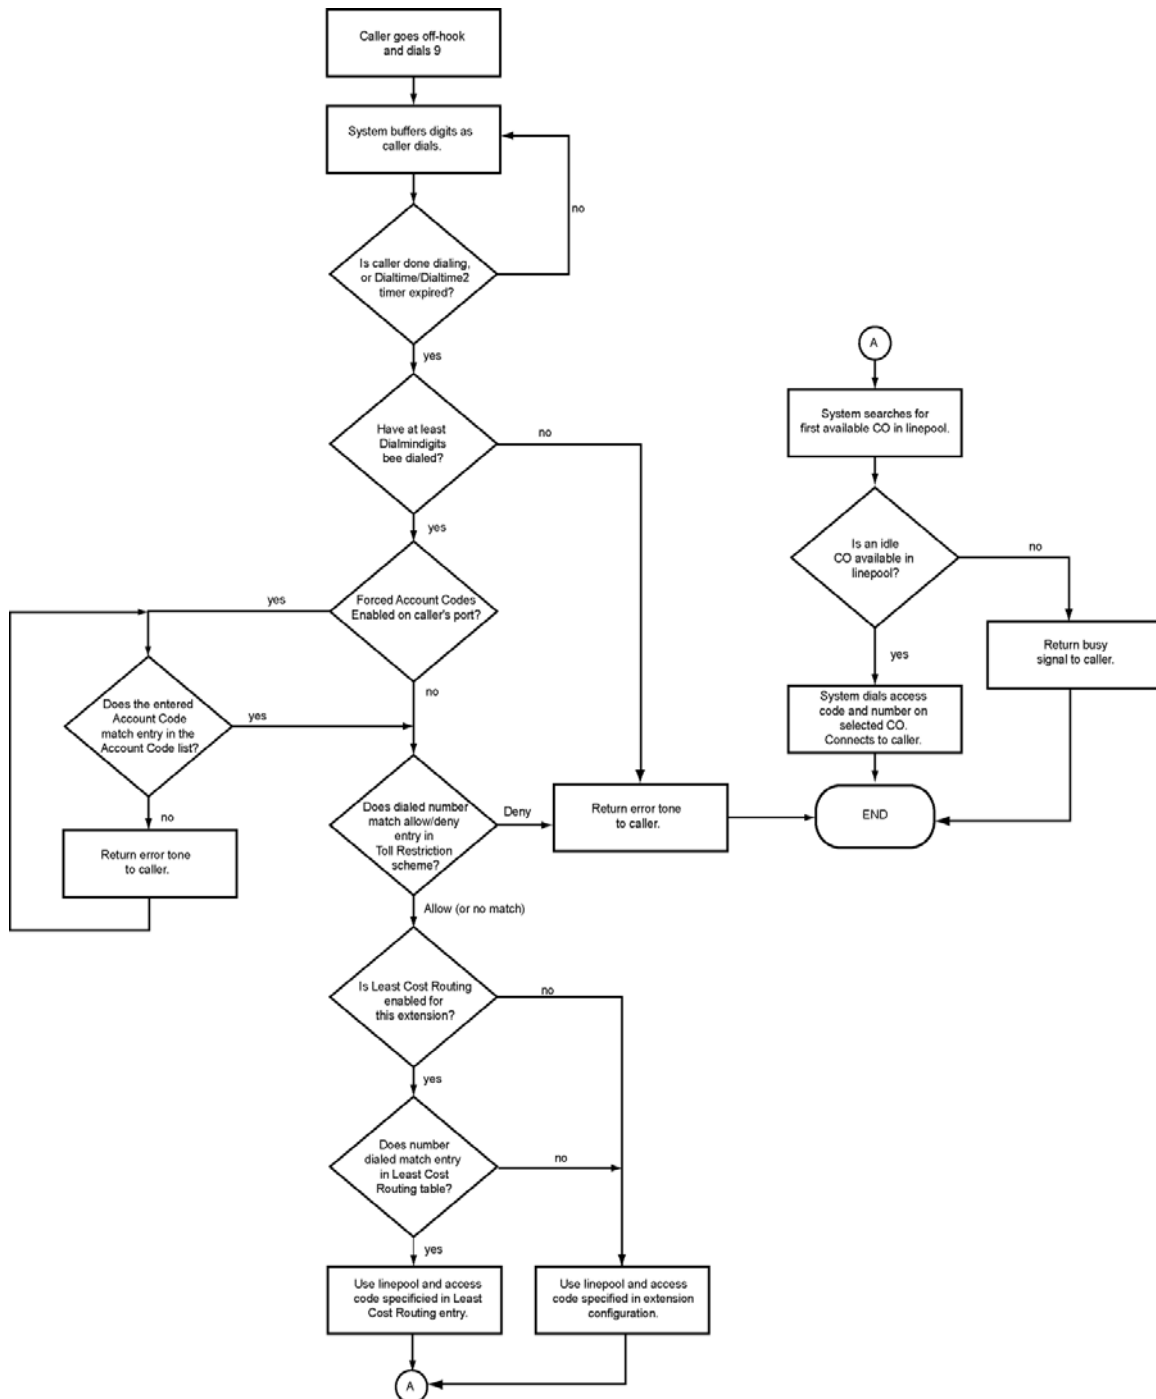 Caller goes off-hook
and dials 9
System buffers digits as
caller dials.
no
Is caller done dialing,
or Dialtime/Dialtime2
timer expired?
yes
Have at least
Dialmindigits
bee dialed?
no
yes
Forced Account Codes
Enabled on caller's port?
yes
no
Does the entered
Account Code
match entry in the
Account Code list?
yes
no
Return error tone
to caller.
Does dialed number
match allow/deny
entry in
Toll Restriction
scheme?
Deny
Return error tone
to caller.
Allow (or no match)
Is Least Cost Routing
enabled for
this extension?
no
yes
Does number
dialed match entry
in Least Cost
Routing table?
no
yes
Use linepool and access
code specificied in Least
Cost Routing entry.
Use linepool and access
code specified in extension
configuration.
A
A
System searches for
first available CO in linepool.
Is an idle
CO available in
linepool?
no
yes
Return busy
signal to caller.
System dials access
code and number on
selected CO.
Connects to caller.
END